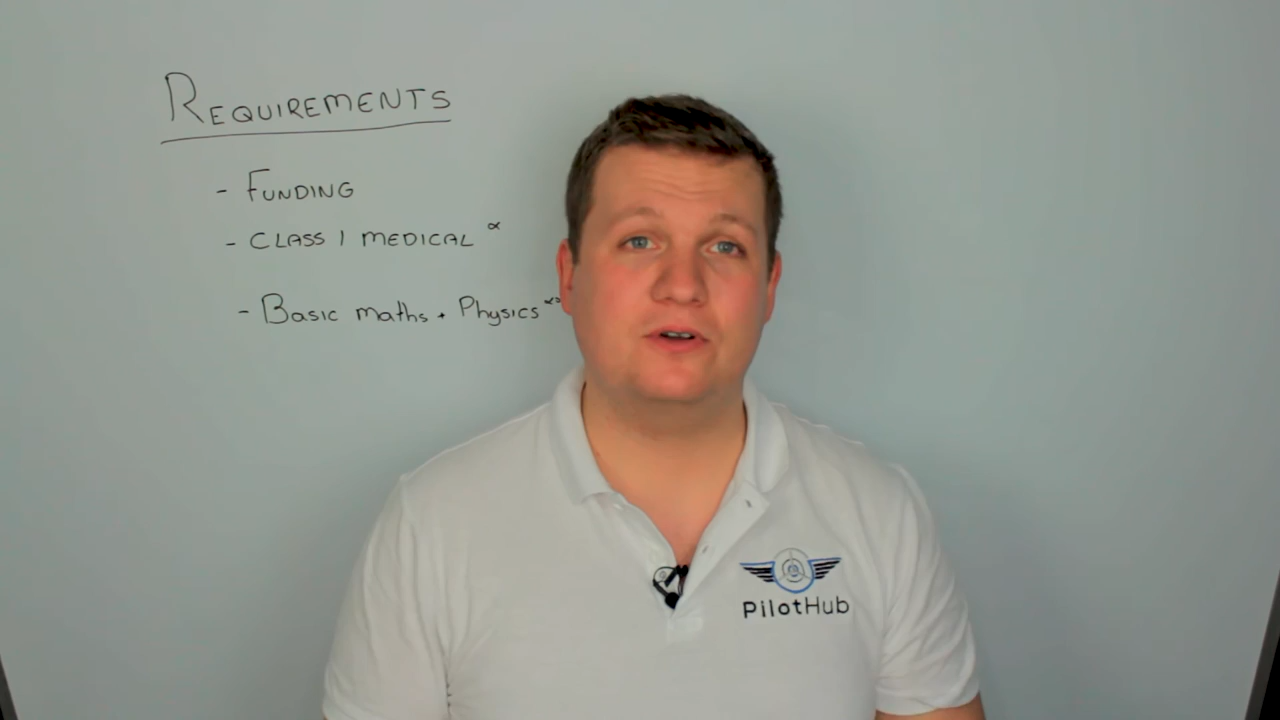 REQUIREMENTS
- FUNDING
- CLASS 1 MEDICAL α
- Basic maths + Physics
PilotHub